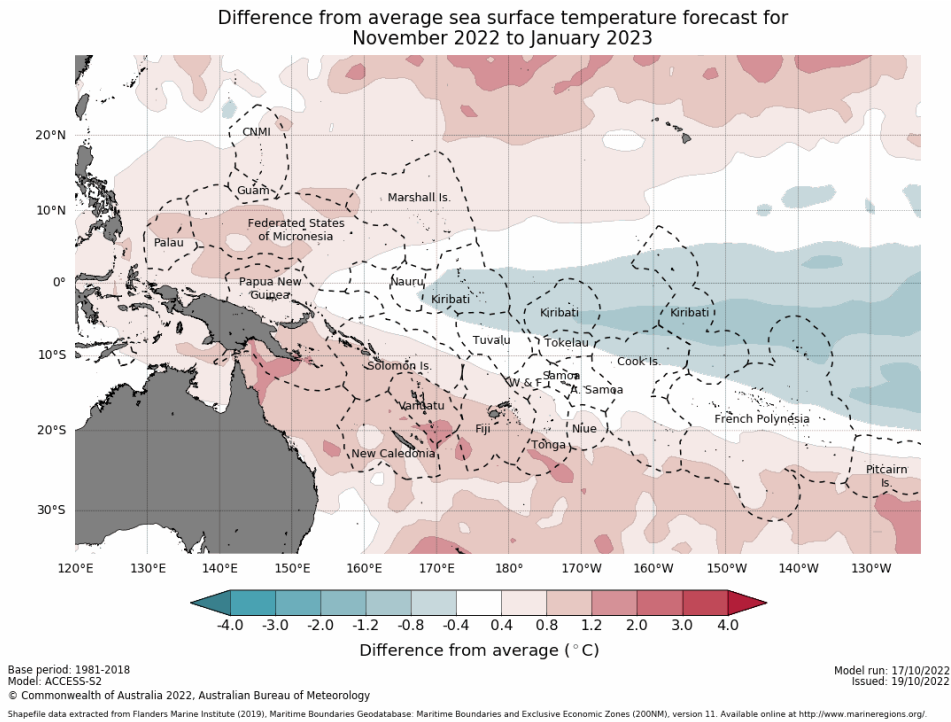 Difference from average sea surface temperature forecast for
November 2022 to January 2023
20°N
10°N
0°
10°S
20°S
30°S
CNMI
Guam
Marshall Is.
Federated States
of Micronesia
Palau
Papua New
Guinea
Nauru
Kiribati
Kiribati
Kiribati
Tuvalu
Tokelau
Solomon Is.
Cook Is.
Samoa
W & F
A. Samoa
Vanuatu
French Polynesia
Fiji
Niue
Tonga
New Caledonia
Pitcairn
Is.
120°E 130°E 140°E 150°E 160°E 170°E 180°W 170°W 160°W 150°W 140°W 130°W
-4.0 -3.0 -2.0 -1.2 -0.8 -0.4 0.4 0.8 1.2 2.0 3.0 4.0
Difference from average (°C)
Base period: 1981-2018
Model: ACCESS-S2
© Commonwealth of Australia 2022, Australian Bureau of Meteorology
Model run: 17/10/2022
Issued: 19/10/2022
Shapefile data extracted from Flanders Marine Institute (2019), Maritime Boundaries Geodatabase: Maritime Boundaries and Exclusive Economic Zones (200NM), version 11. Available online at http://www.marineregions.org/.